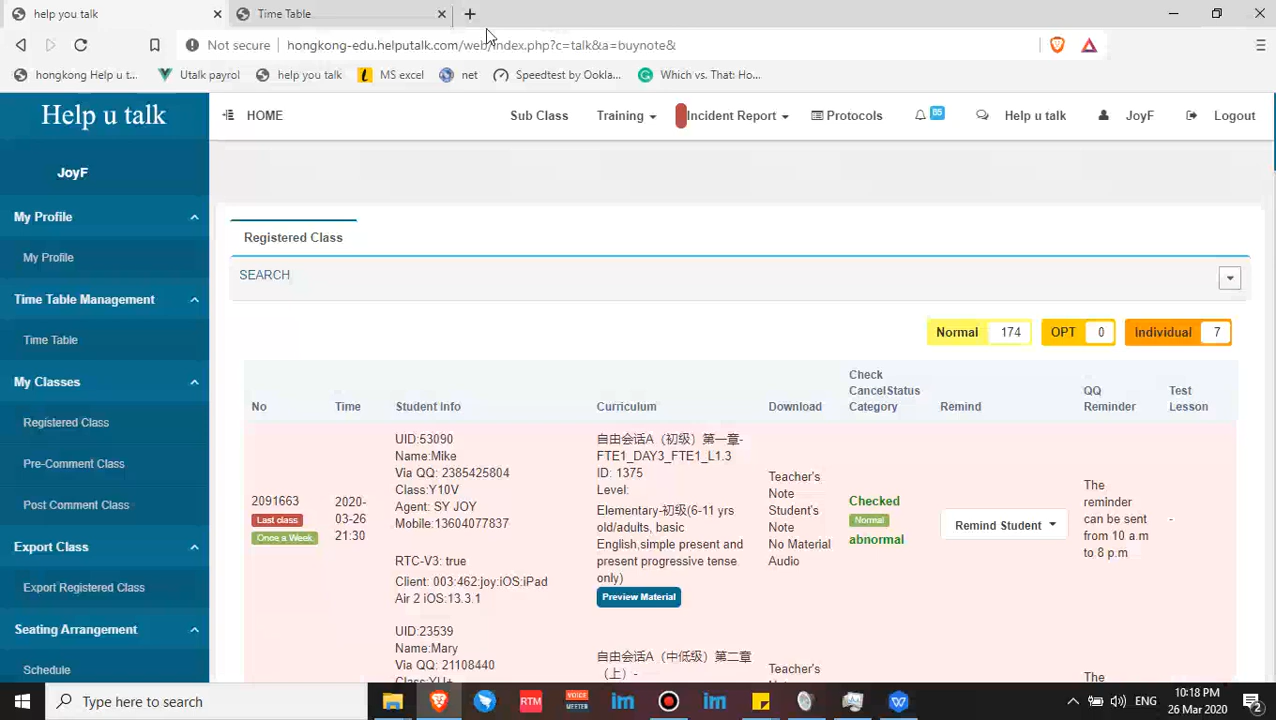 help you talk
Time Table
Not secure
hongkong-edu.helputalk.com/web/index.php?c=talk&a=buynote&
hongkong Help u t...
Utalk payrol
help you talk
MS excel
net
Speedtest by Ookla...
Which vs. That: Ho...
Help u talk
HOME
Sub Class
Training
Incident Report
Protocols
85
Help u talk
JoyF
Logout
JoyF
My Profile
My Profile
Time Table Management
Time Table
My Classes
Registered Class
Pre-Comment Class
Post Comment Class
Export Class
Export Registered Class
Seating Arrangement
Schedule
Registered Class
SEARCH
Normal 174
OPT 0
Individual 7
No
Time
Student Info
Curriculum
Download
Check
CancelStatus
Category
Remind
QQ
Reminder
Test
Lesson
2091663
Last class
Once a Week
2020-
03-26
21:30
UID:53090
Name:Mike
Via QQ: 2385425804
Class:Y10V
Agent: SY JOY
Mobile:13604077837
RTC-V3: true
Client: 003:462:joy:iOS:iPad
Air 2 iOS:13.3.1
自由会话A（初级）第一章-
FTE1_DAY3_FTE1_L1.3
ID: 1375
Level:
Elementary-初级(6-11 yrs
old/adults, basic
English,simple present and
present progressive tense
only)
Preview Material
Teacher's
Note
Student's
Note
No Material
Audio
Checked
Normal
abnormal
Remind Student
The
reminder
can be sent
from 10 a.m
to 8 p.m
-
UID:23539
Name:Mary
Via QQ: 21108440
自由会话A（中低级）第二章
（上）-
Teacher's
Note
The
Type here to search
RTM
VOICE
MEETER
im
im
ENG
10:18 PM
26 Mar 2020
2